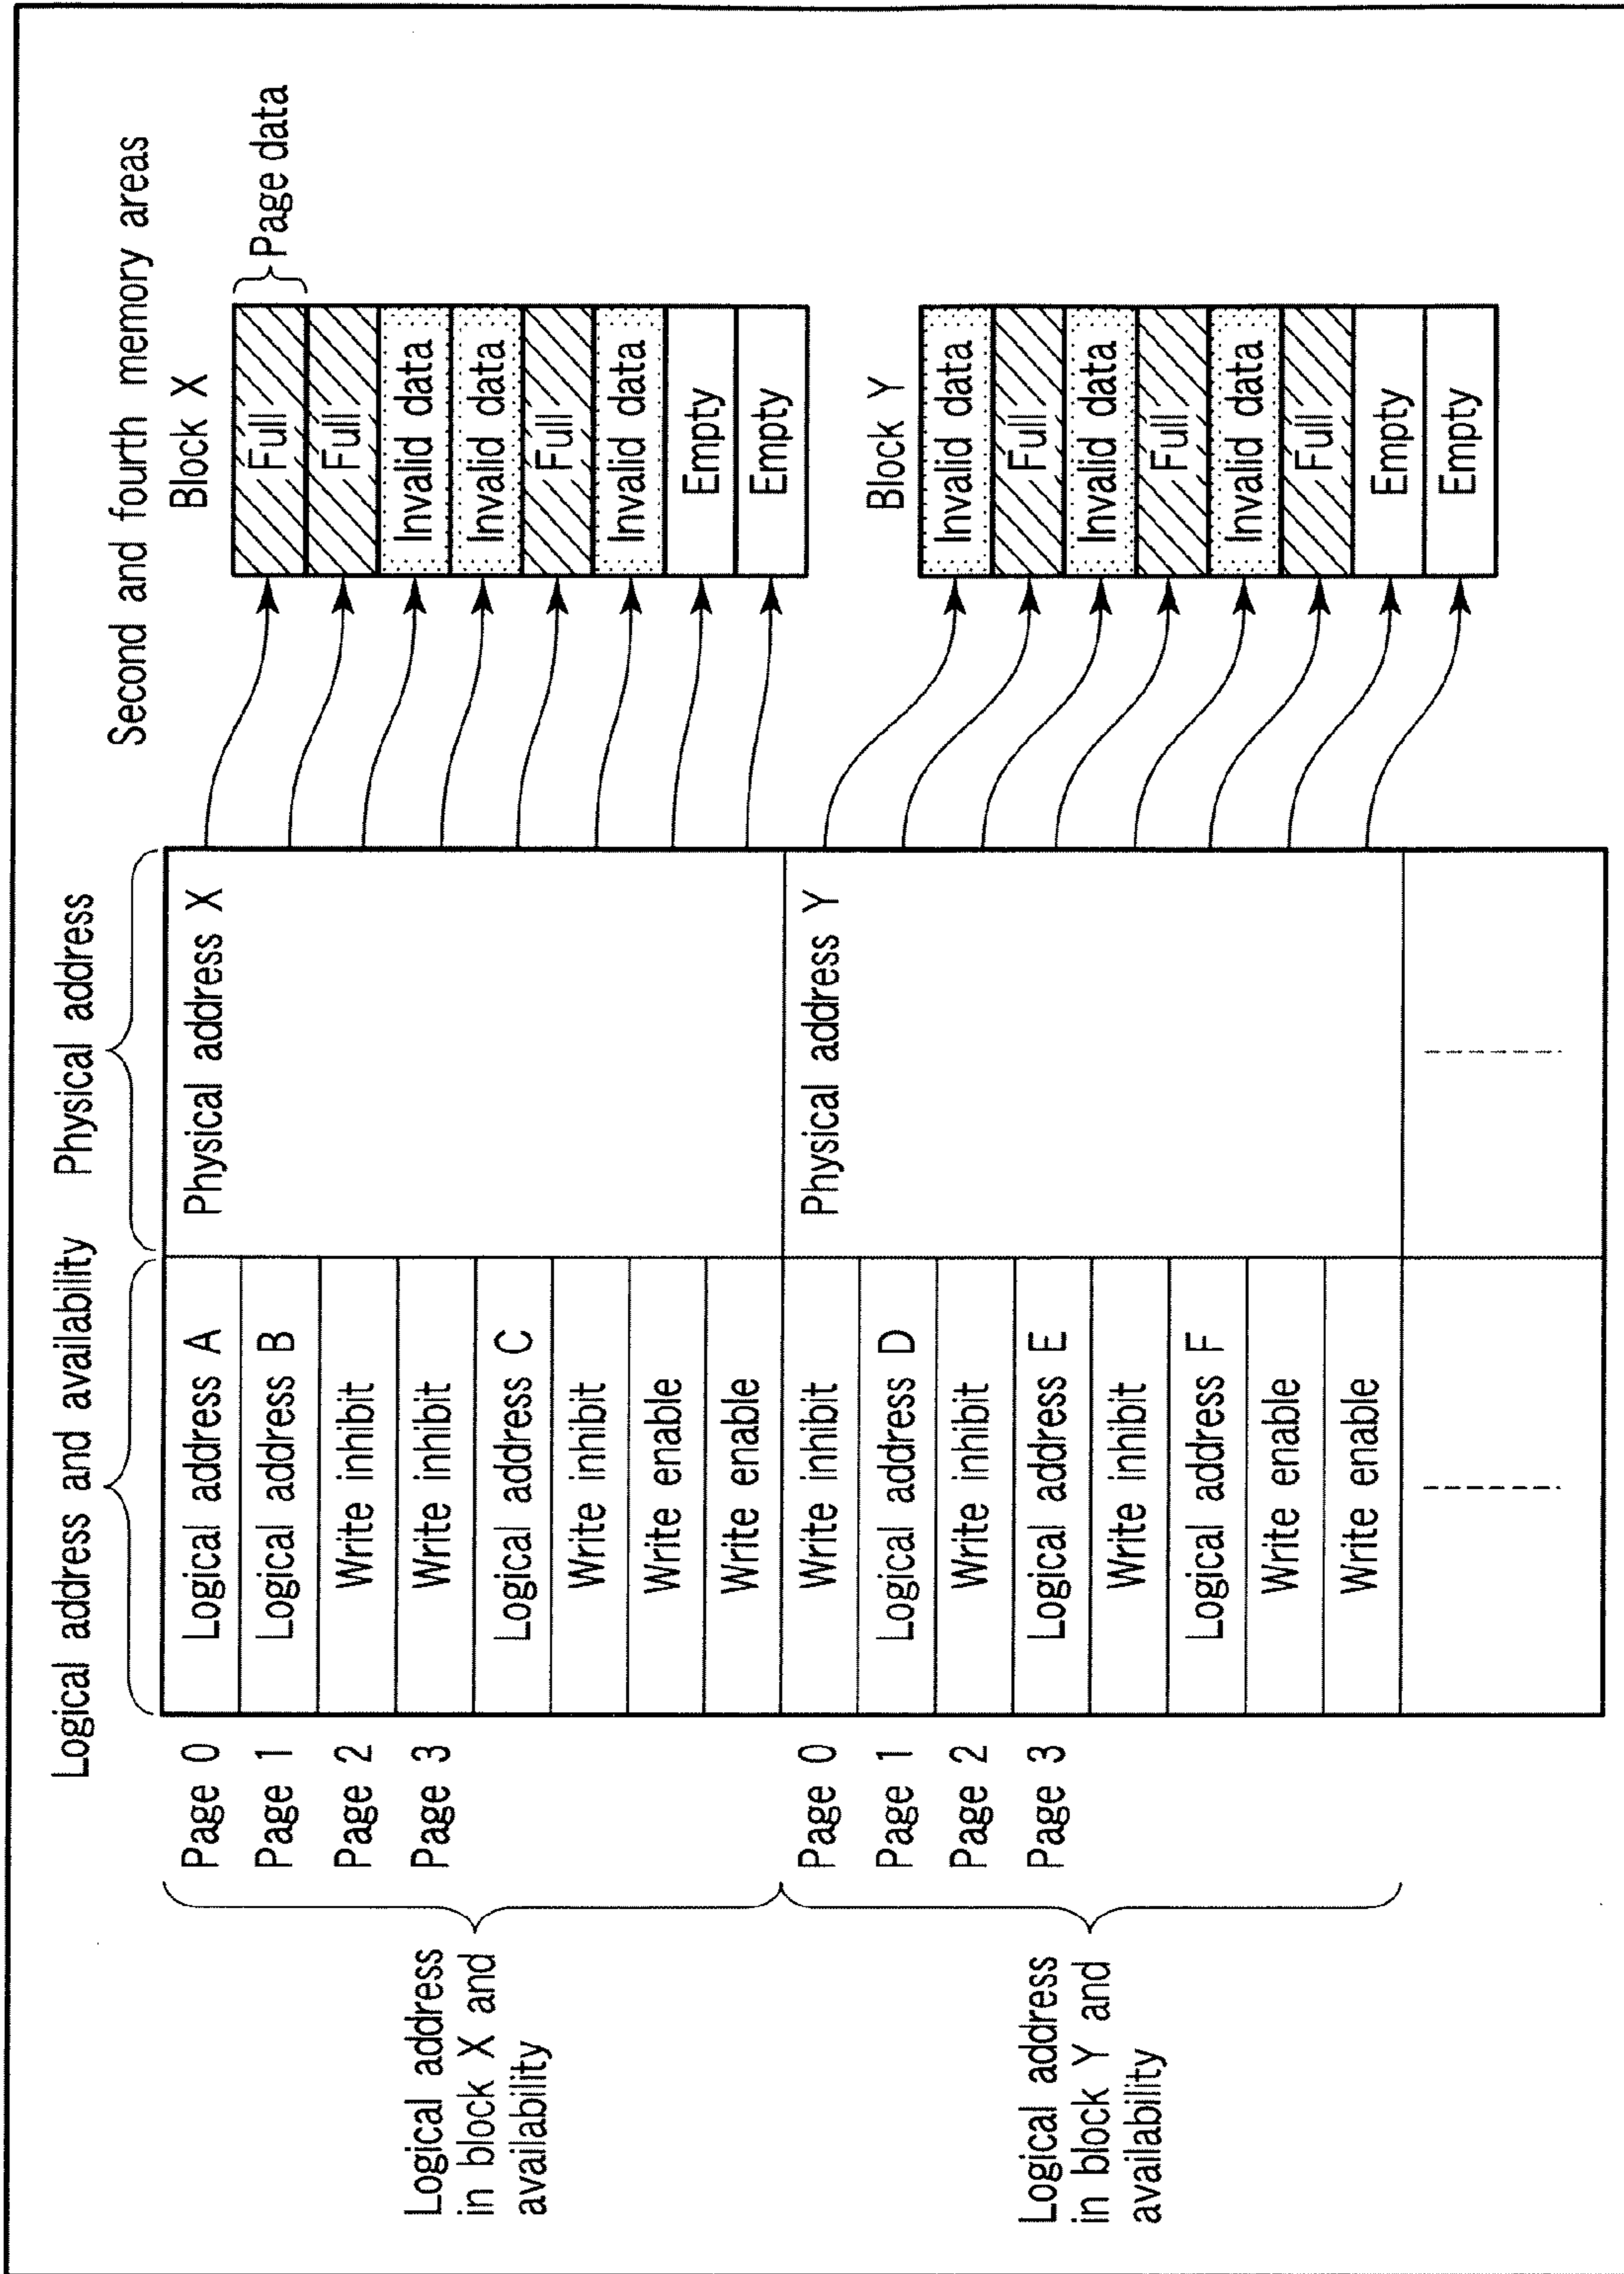 Logical address and availability
Physical address
Second and fourth memory areas
Logical address
in block X and
availability
Page 0
Page 1
Page 2
Page 3
Logical address A
Logical address B
Write inhibit
Write inhibit
Logical address C
Write inhibit
Write enable
Write enable
Physical address X
Block X
Page data
Full
Full
Invalid data
Invalid data
Full
Invalid data
Empty
Empty
Logical address
in block Y and
availability
Page 0
Page 1
Page 2
Page 3
Write inhibit
Logical address D
Write inhibit
Logical address E
Write inhibit
Logical address F
Write enable
Write enable
Physical address Y
Block Y
Invalid data
Full
Invalid data
Full
Invalid data
Full
Empty
Empty